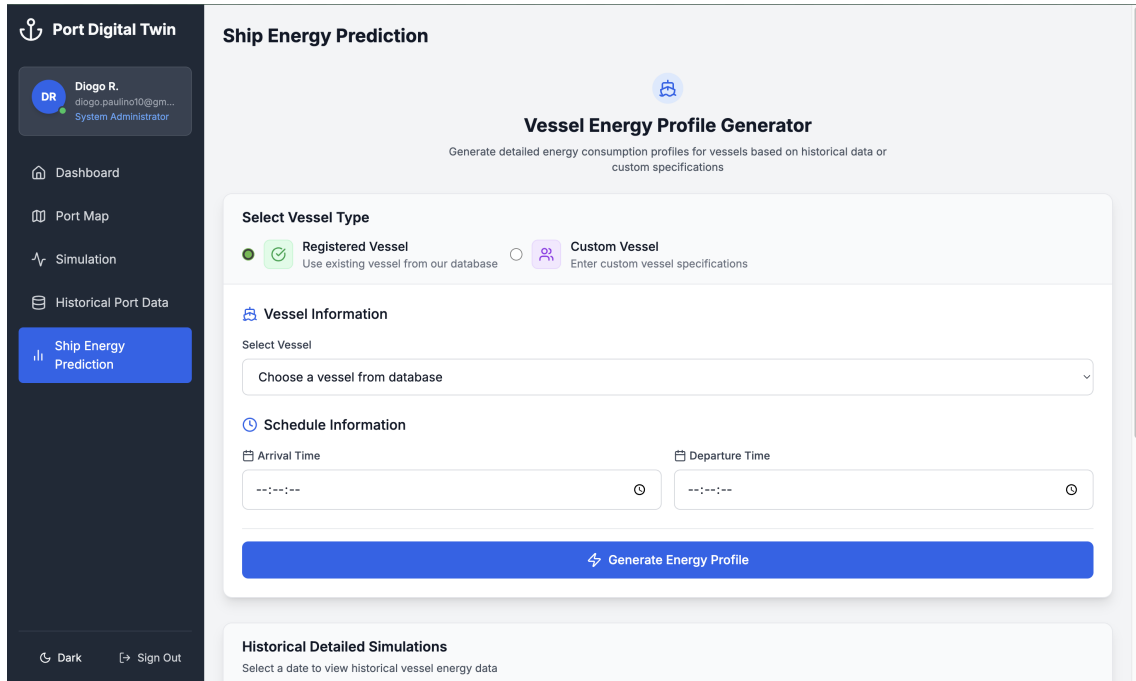 Port Digital Twin
DR
Diogo R.
diogo.paulino10@gm...
System Administrator
Dashboard
Port Map
Simulation
Historical Port Data
Ship Energy
Prediction
Dark
Sign Out
Ship Energy Prediction
Vessel Energy Profile Generator
Generate detailed energy consumption profiles for vessels based on historical data or
custom specifications
Select Vessel Type
Registered Vessel
Use existing vessel from our database
Custom Vessel
Enter custom vessel specifications
Vessel Information
Select Vessel
Choose a vessel from database
Schedule Information
Arrival Time
--:--:--
Departure Time
--:--:--
Generate Energy Profile
Historical Detailed Simulations
Select a date to view historical vessel energy data